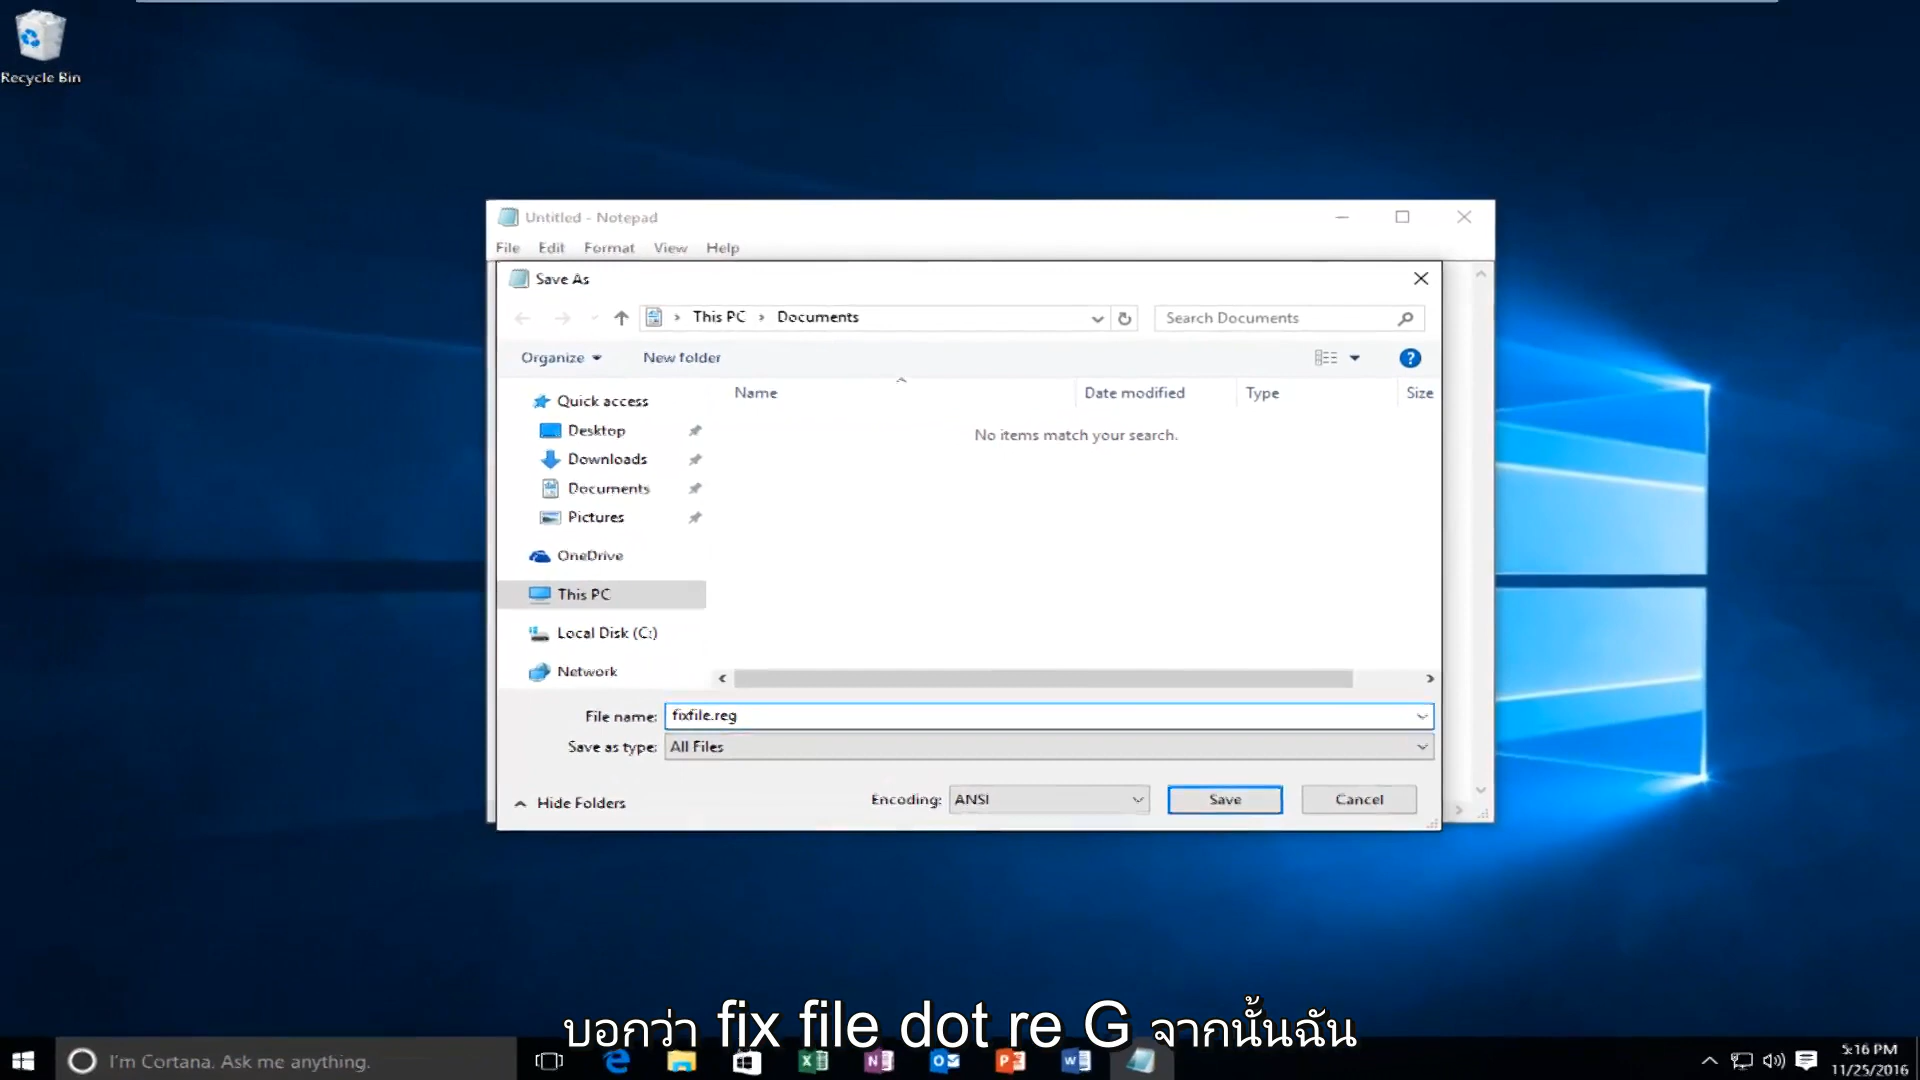 Recycle Bin
Untitled - Notepad
File Edit Format View Help
Save As
This PC › Documents
Search Documents
Organize New folder
Name Date modified Type Size
Quick access
No items match your search.
Desktop
Downloads
Documents
Pictures
OneDrive
This PC
Local Disk (C:)
Network
File name: fixfile.reg
Save as type: All Files
Hide Folders Encoding: ANSI Save Cancel
บอกว่า fix file dot re G จากนั้นฉัน
I'm Cortana. Ask me anything.
5:16 PM
11/25/2016